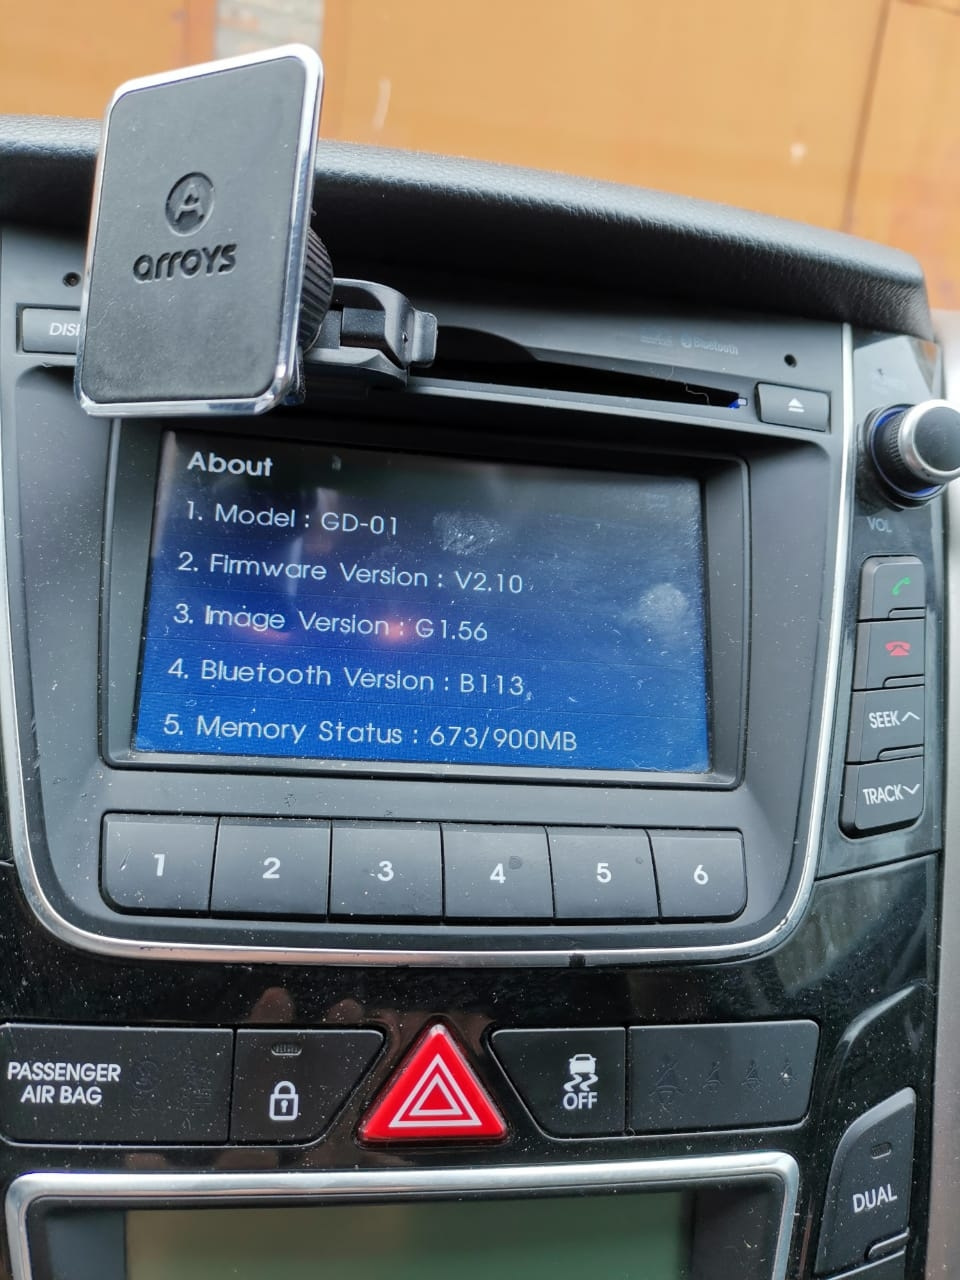 arroys
Bluetooth
About
1. Model : GD-01
2. Firmware Version : V2.10
3. Image Version : G1.56
4. Bluetooth Version : B113
5. Memory Status : 673/900MB
VOL
SEEK
TRACK
1 2 3 4 5 6
PASSENGER
AIR BAG
OFF
DUAL